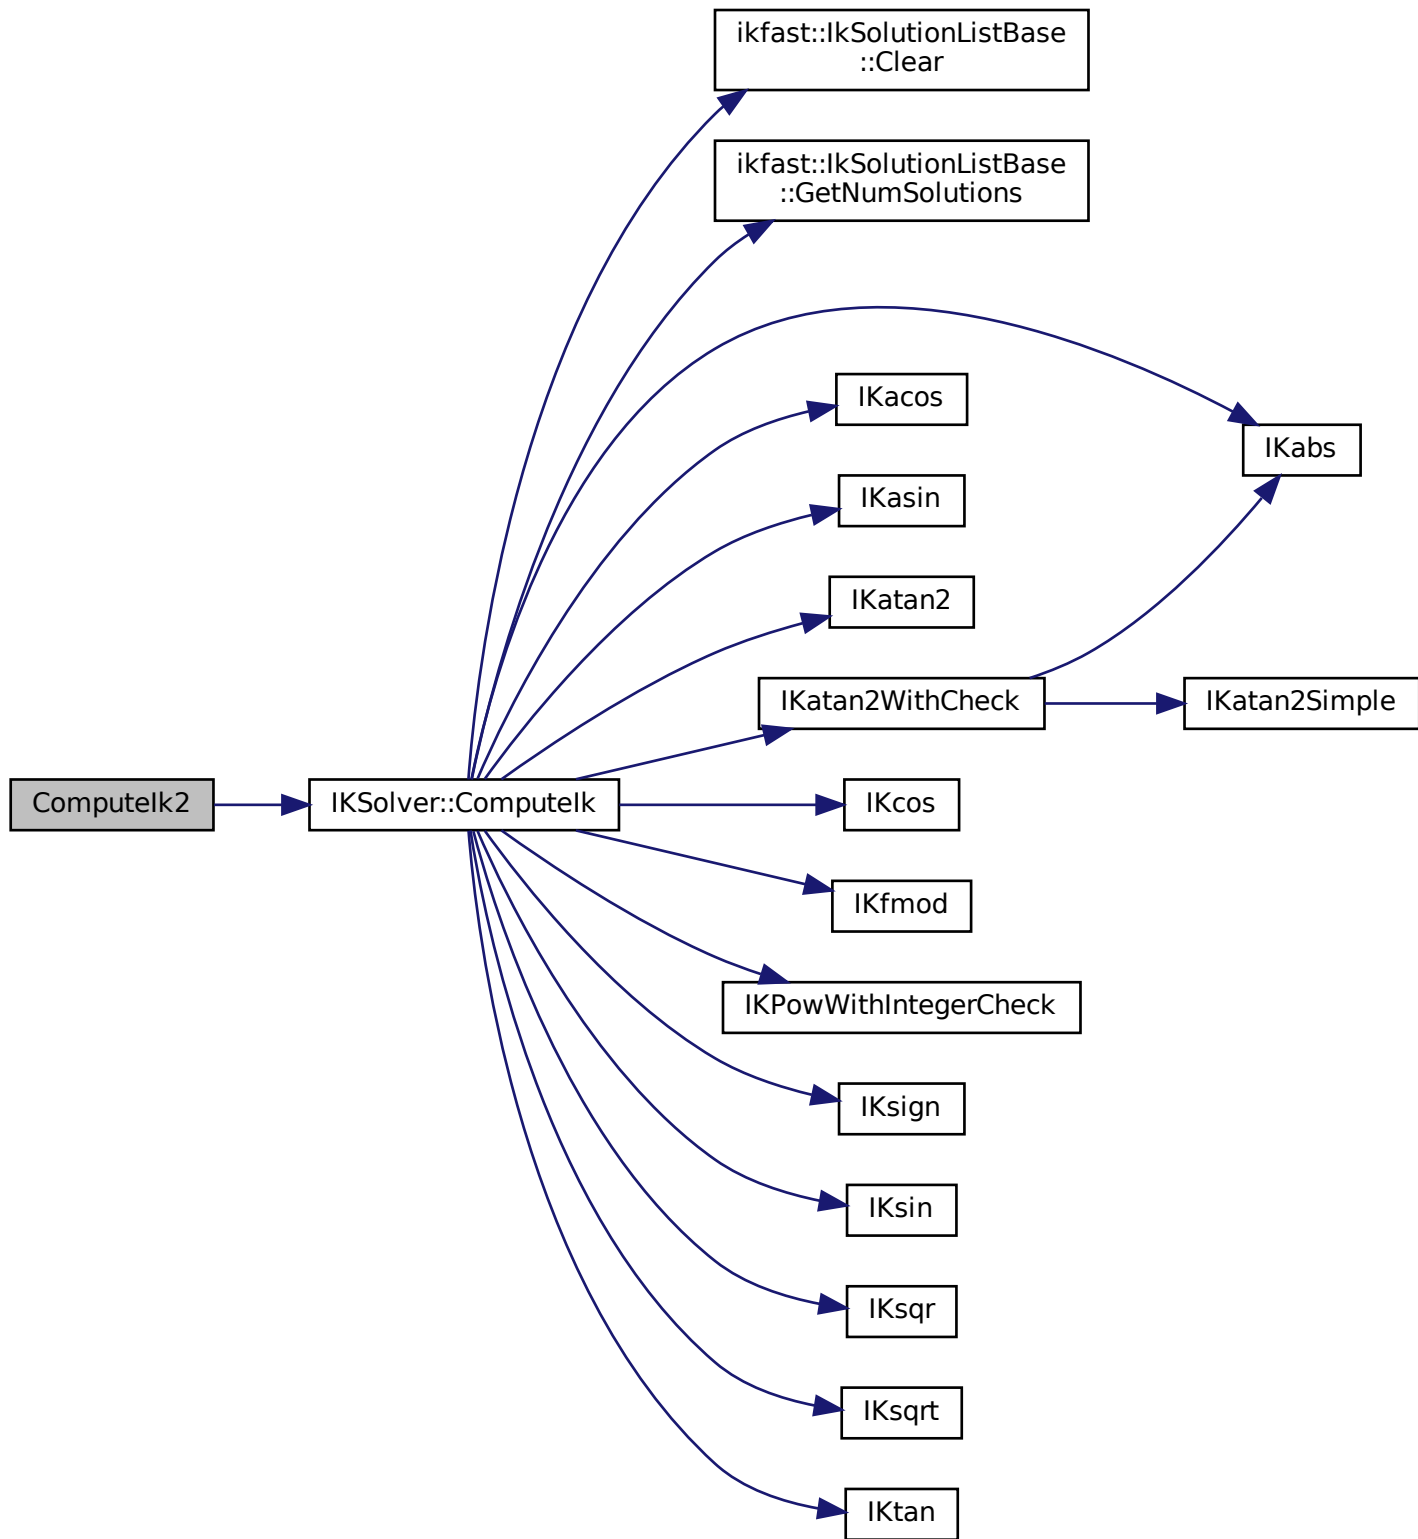 ikfast::IkSolutionListBase
::Clear
ikfast::IkSolutionListBase
::GetNumSolutions
IKacos
IKabs
IKasin
IKatan2
IKatan2WithCheck
IKatan2Simple
ComputeIk2
IKSolver::ComputeIk
IKcos
IKfmod
IKPowWithIntegerCheck
IKsign
IKsin
IKsqr
IKsqrt
IKtan